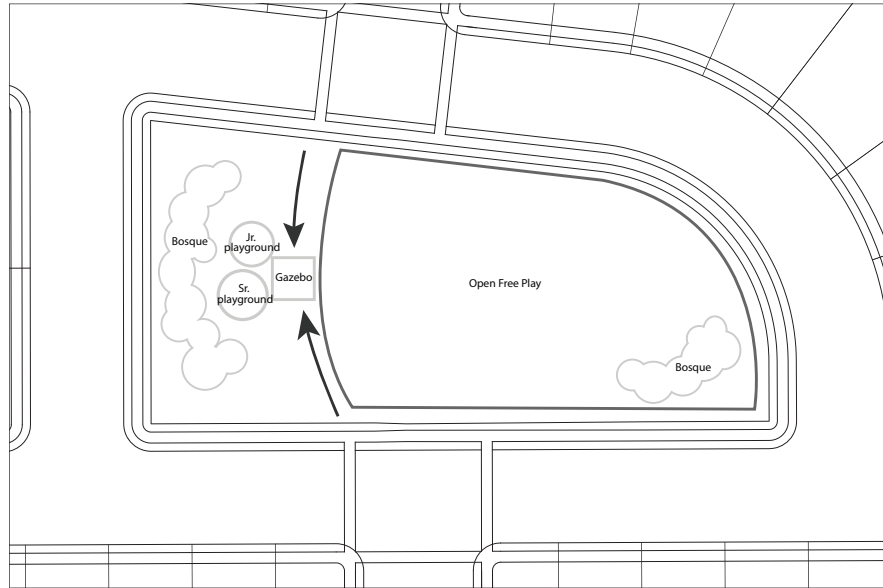 Bosque
Jr.
playground
Gazebo
Sr.
playground
Open Free Play
Bosque